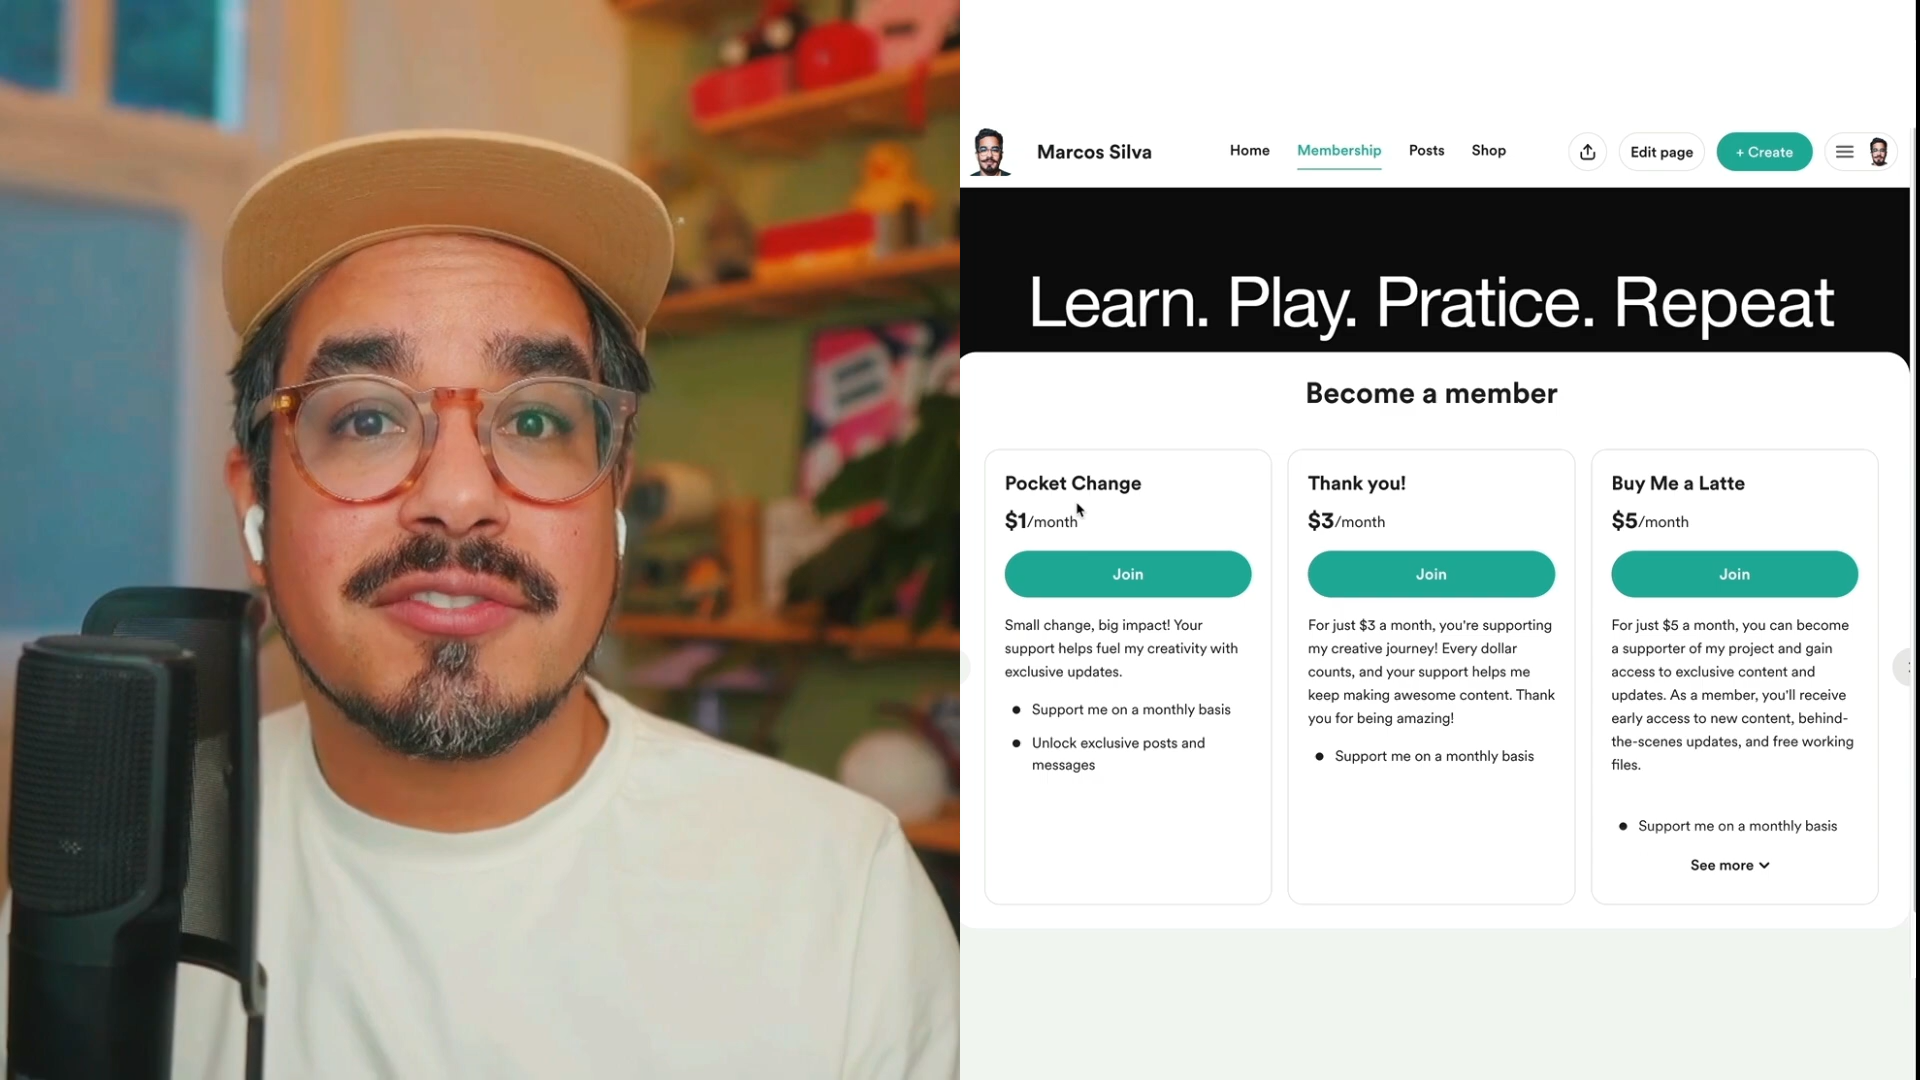 Marcos Silva
Home
Membership
Posts
Shop
Edit page
+ Create
Learn. Play. Pratice. Repeat
Become a member
Pocket Change
$1/month
Join
Small change, big impact! Your
support helps fuel my creativity with
exclusive updates.
Support me on a monthly basis
Unlock exclusive posts and
messages
Thank you!
$3/month
Join
For just $3 a month, you're supporting
my creative journey! Every dollar
counts, and your support helps me
keep making awesome content. Thank
you for being amazing!
Support me on a monthly basis
Buy Me a Latte
$5/month
Join
For just $5 a month, you can become
a supporter of my project and gain
access to exclusive content and
updates. As a member, you'll receive
early access to new content, behind-
the-scenes updates, and free working
files.
Support me on a monthly basis
See more